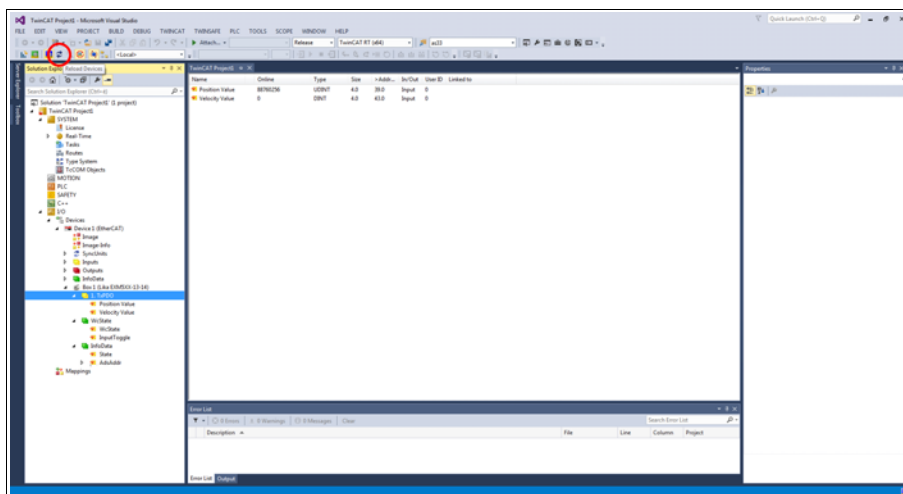 TwinCAT Project1 - Microsoft Visual Studio
Quick Launch (Ctrl+Q)
FILE EDIT VIEW PROJECT BUILD DEBUG TWINCAT TWINSAFE PLC TOOLS SCOPE WINDOW HELP
Attach... Release TwinCAT RT (x64)
<Local>
Server Explorer
Toolbox
Solution Explorer
Reload Devices
Search Solution Explorer (Ctrl+ü)
Solution 'TwinCAT Project1' (1 project)
TwinCAT Project1
SYSTEM
License
Real-Time
Tasks
Routes
Type System
TcCOM Objects
MOTION
PLC
SAFETY
C++
I/O
Devices
Device 1 (EtherCAT)
Image
Image-Info
SyncUnits
Inputs
Outputs
InfoData
Box 1 (Lika EXM5XX-13-14)
1. TxPDO
Position Value
Velocity Value
WcState
WcState
InputToggle
InfoData
State
AdsAddr
Mappings
TwinCAT Project1
Name Online Type Size >Addr... In/Out User ID Linked to
Position Value 88760256 UDINT 4.0 39.0 Input 0
Velocity Value 0 DINT 4.0 43.0 Input 0
Properties
Error List
0 Errors 0 Warnings 0 Messages Clear
Search Error List
Description File Line Column Project
Error List Output